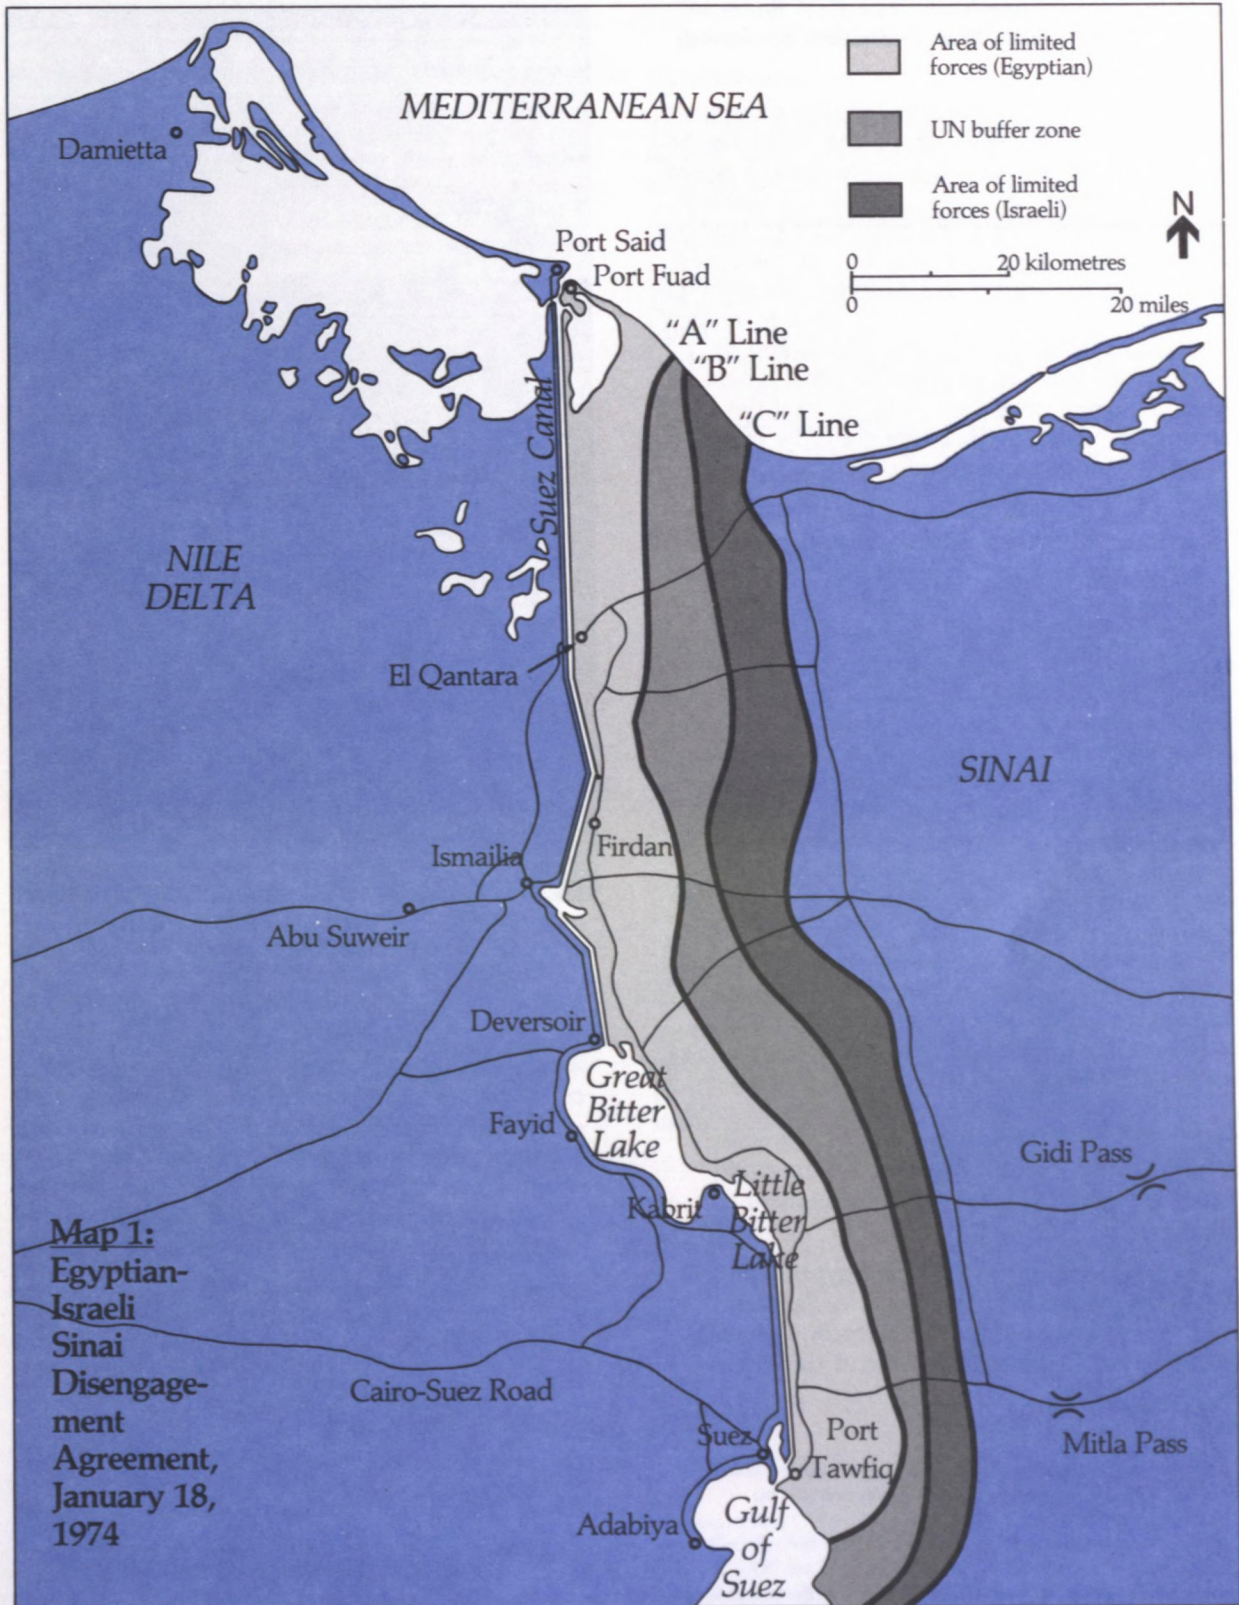 Area of limited
forces (Egyptian)
UN buffer zone
Area of limited
forces (Israeli)
N
0 20 kilometres
0 20 miles
MEDITERRANEAN SEA
Damietta
Port Said
Port Fuad
"A" Line
"B" Line
"C" Line
Suez Canal
NILE
DELTA
El Qantara
SINAI
Ismailia
Firdan
Abu Suweir
Deversoir
Great
Bitter
Lake
Fayid
Gidi Pass
Kabrit
Little
Bitter
Lake
Map 1:
Egyptian-
Israeli
Sinai
Disengage-
ment
Agreement,
January 18,
1974
Cairo-Suez Road
Suez
Port
Tawfiq
Mitla Pass
Adabiya
Gulf
of
Suez